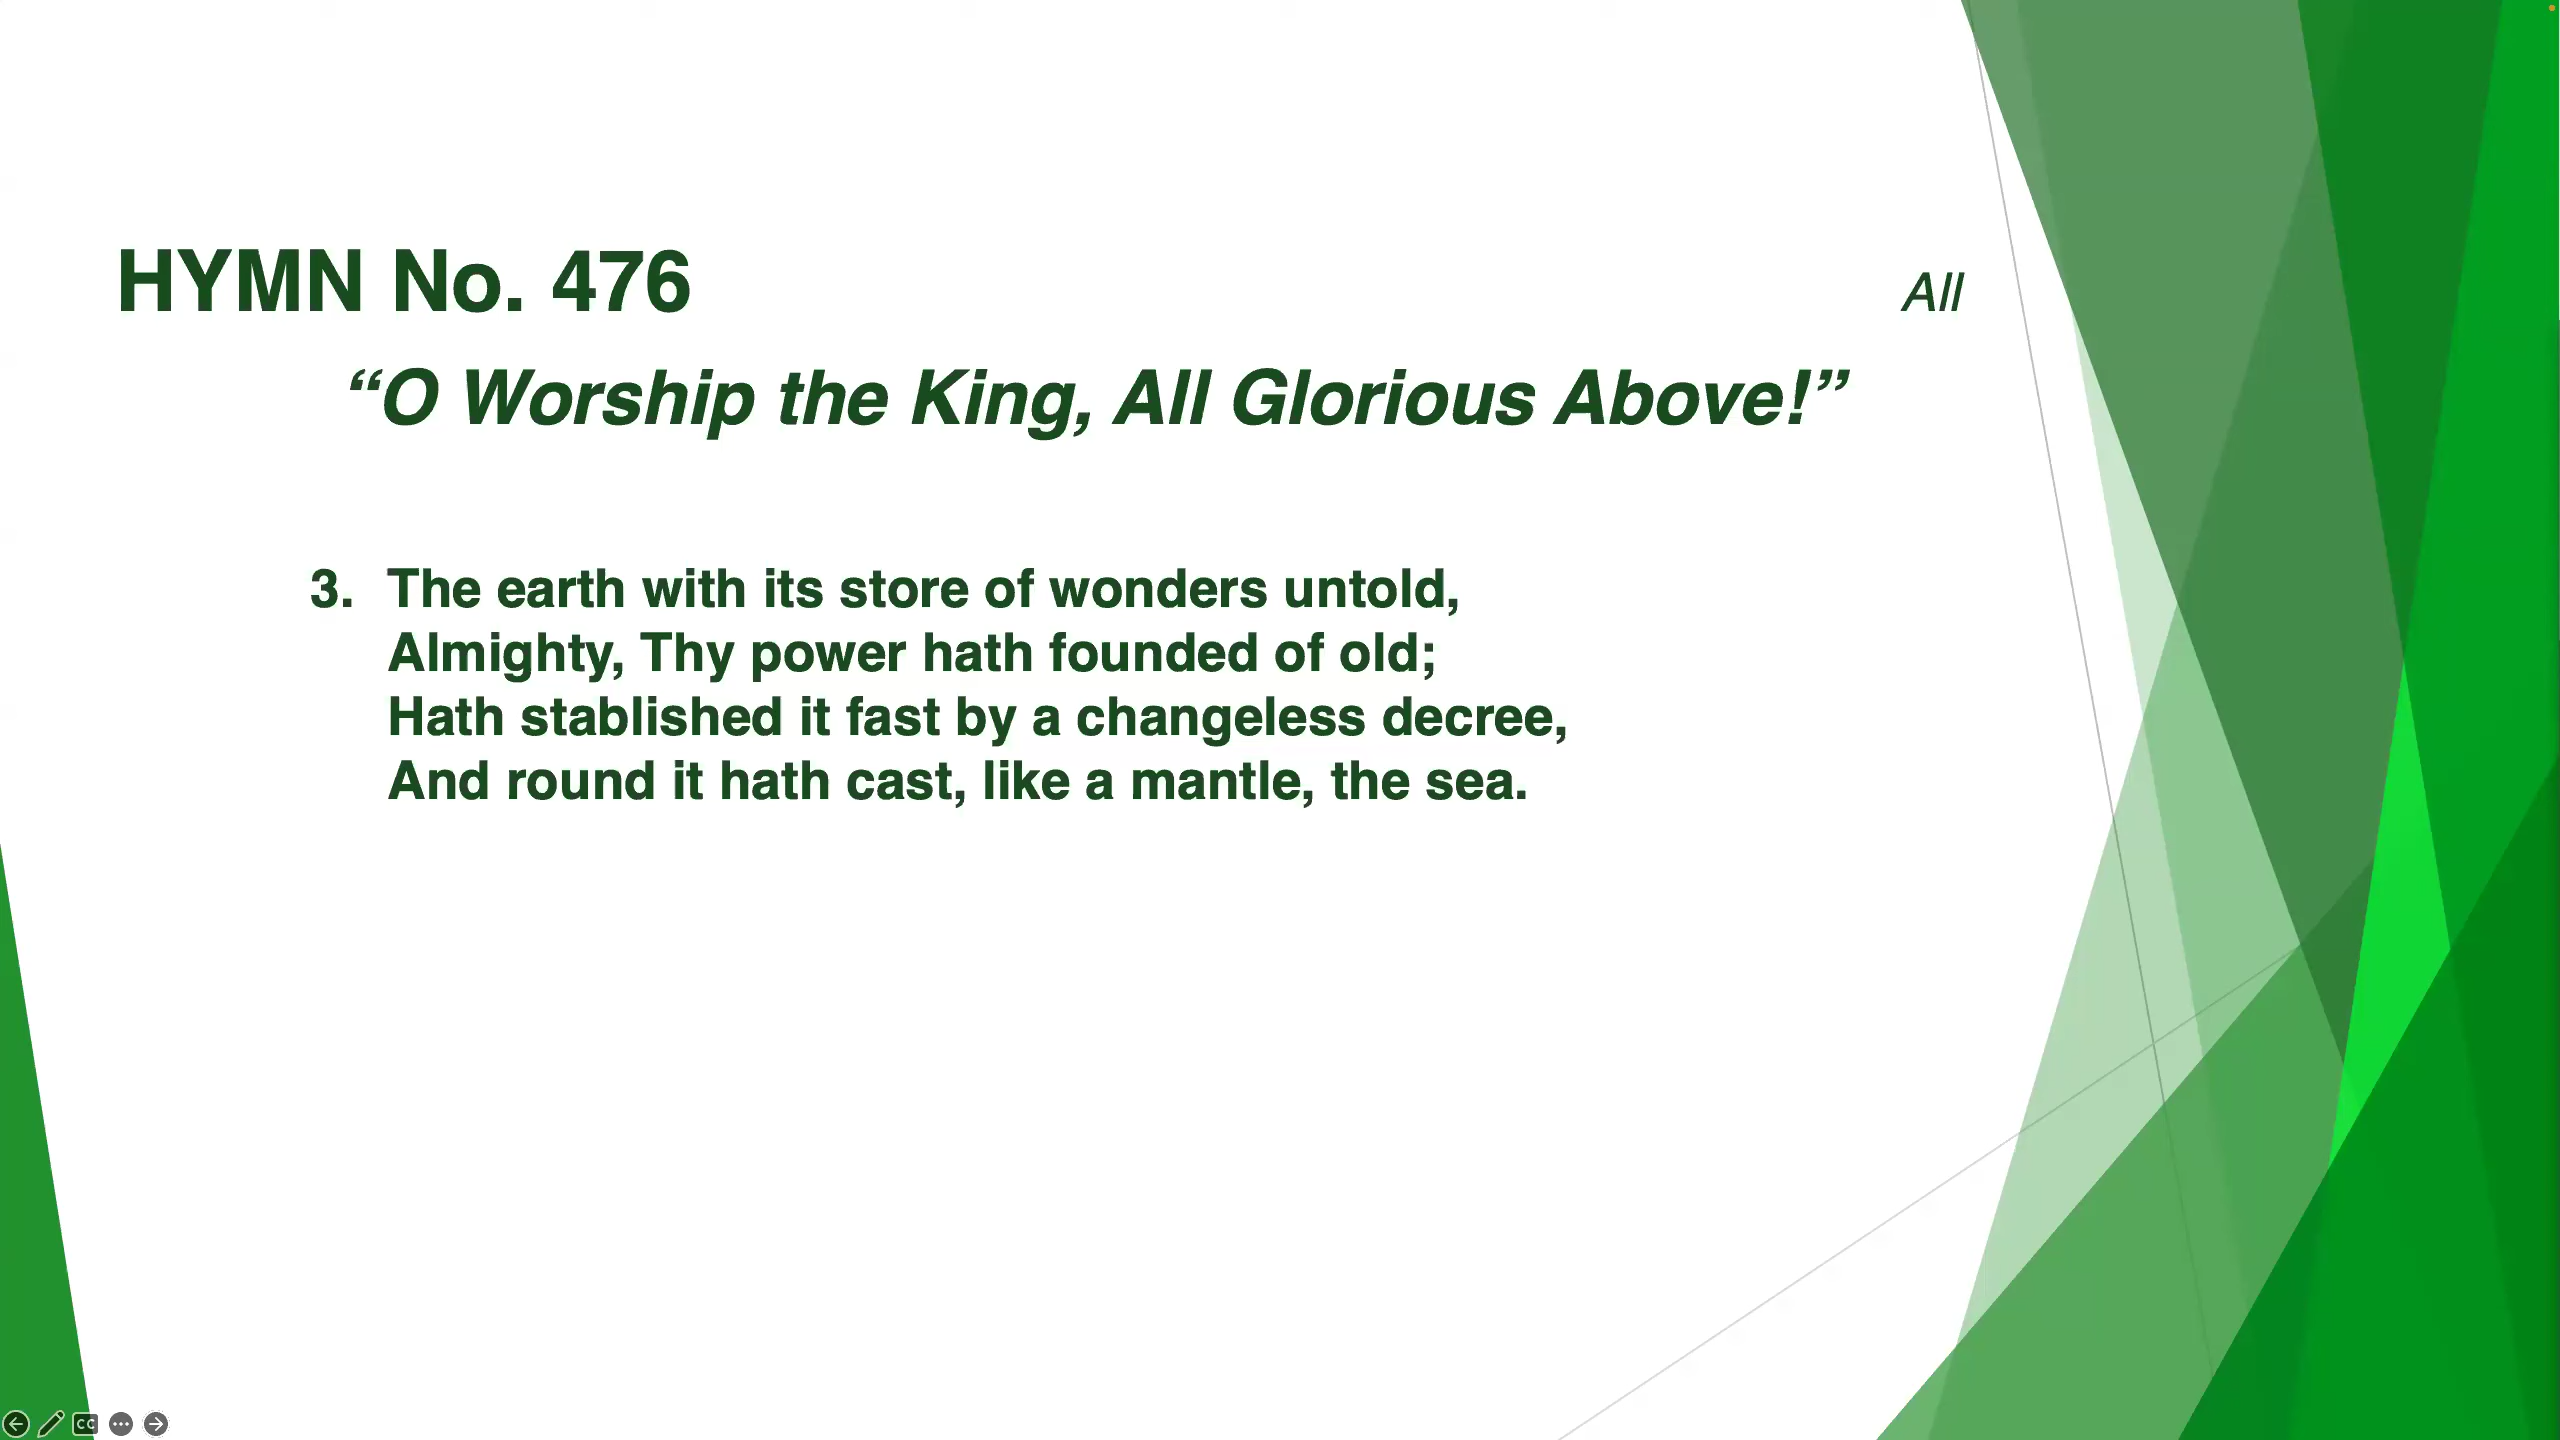 HYMN No. 476 All
“O Worship the King, All Glorious Above!”
3. The earth with its store of wonders untold,
Almighty, Thy power hath founded of old;
Hath stablished it fast by a changeless decree,
And round it hath cast, like a mantle, the sea.
CC